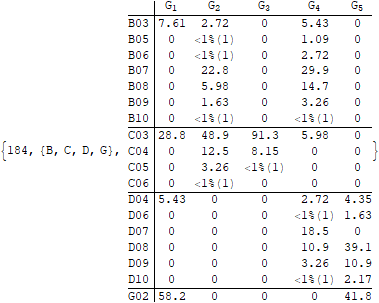 G1 G2 G3 G4 G5
B03 7.61 2.72 0 5.43 0
B05 0 <1%(1) 0 1.09 0
B06 0 <1%(1) 0 2.72 0
B07 0 22.8 0 29.9 0
B08 0 5.98 0 14.7 0
B09 0 1.63 0 3.26 0
B10 0 <1%(1) 0 <1%(1) 0
C03 28.8 48.9 91.3 5.98 0
{184, {B, C, D, G}, C04 0 12.5 8.15 0 0 }
C05 0 3.26 <1%(1) 0 0
C06 0 <1%(1) 0 0 0
D04 5.43 0 0 2.72 4.35
D06 0 0 0 <1%(1) 1.63
D07 0 0 0 18.5 0
D08 0 0 0 10.9 39.1
D09 0 0 0 3.26 10.9
D10 0 0 0 <1%(1) 2.17
G02 58.2 0 0 0 41.8